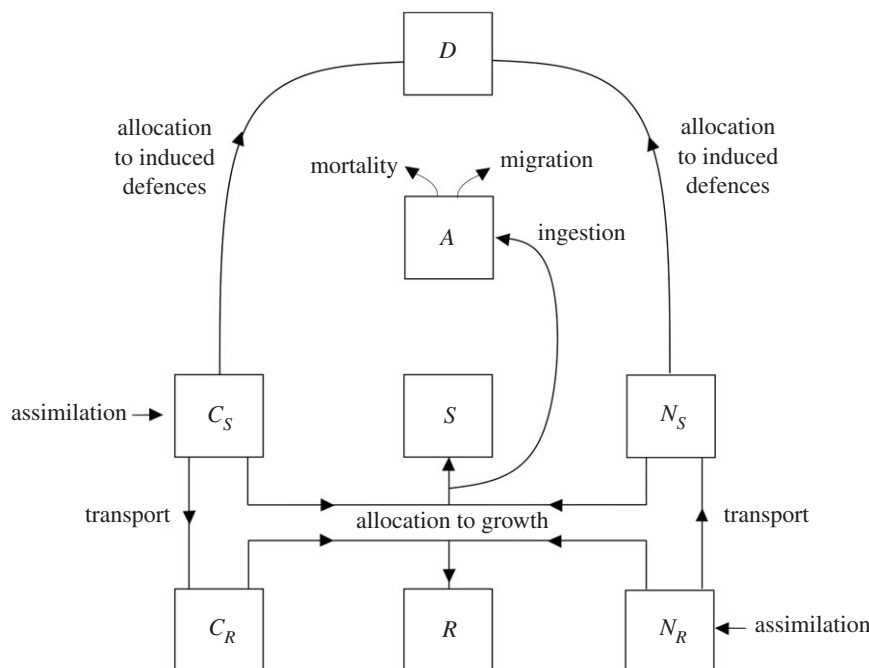 D
allocation
to induced
defences
allocation
to induced
defences
mortality
migration
A
ingestion
assimilation
C_S
S
N_S
transport
allocation to growth
transport
C_R
R
N_R
assimilation